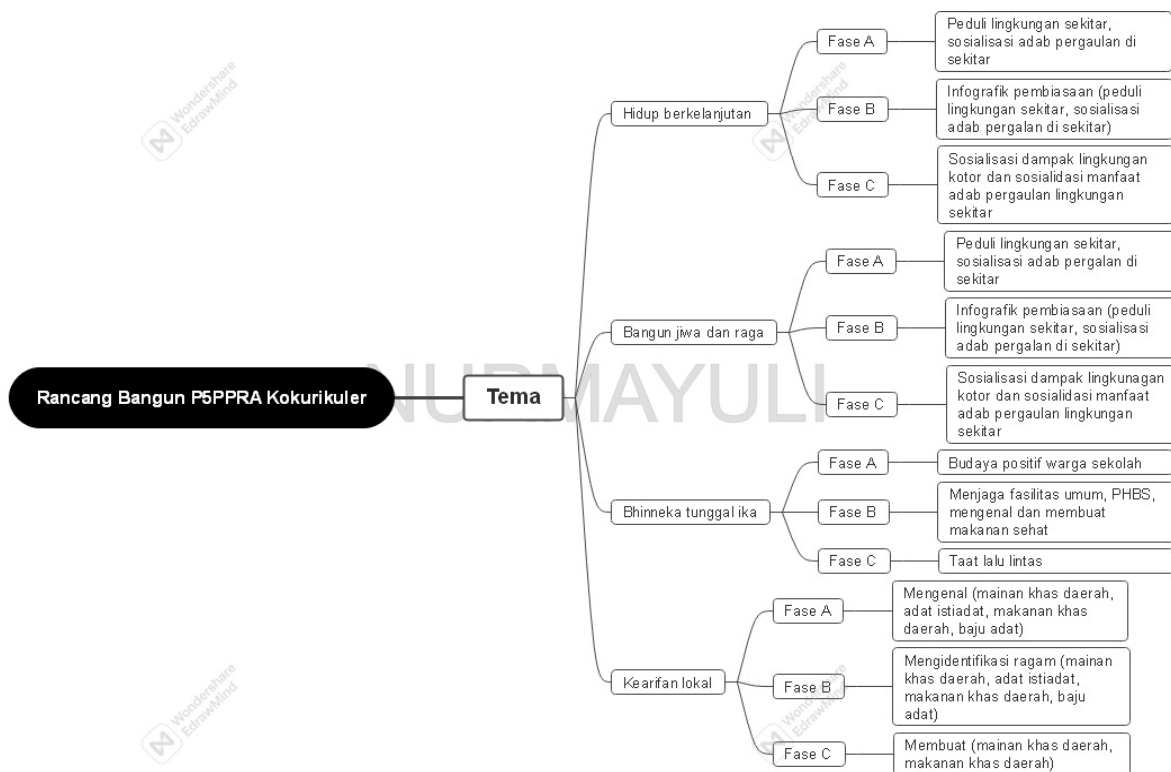 Rancang Bangun P5PPRA Kokurikuler
Tema
Hidup berkelanjutan
Fase A
Peduli lingkungan sekitar,
sosialisasi adab pergaulan di
sekitar
Fase B
Infografik pembiasaan (peduli
lingkungan sekitar, sosialisasi
adab pergalan di sekitar)
Fase C
Sosialisasi dampak lingkungan
kotor dan sosialidasi manfaat
adab pergaulan lingkungan
sekitar
Bangun jiwa dan raga
Fase A
Peduli lingkungan sekitar,
sosialisasi adab pergalan di
sekitar
Fase B
Infografik pembiasaan (peduli
lingkungan sekitar, sosialisasi
adab pergalan di sekitar)
Fase C
Sosialisasi dampak lingkunagan
kotor dan sosialidasi manfaat
adab pergaulan lingkungan
sekitar
Bhinneka tunggal ika
Fase A
Budaya positif warga sekolah
Fase B
Menjaga fasilitas umum, PHBS,
mengenal dan membuat
makanan sehat
Fase C
Taat lalu lintas
Kearifan lokal
Fase A
Mengenal (mainan khas daerah,
adat istiadat, makanan khas
daerah, baju adat)
Fase B
Mengidentifikasi ragam (mainan
khas daerah, adat istiadat,
makanan khas daerah, baju
adat)
Fase C
Membuat (mainan khas daerah,
makanan khas daerah)
NURMAYULI
Wondershare
EdrawMind
Wondershare
EdrawMind
Wondershare
EdrawMind
Wondershare
EdrawMind